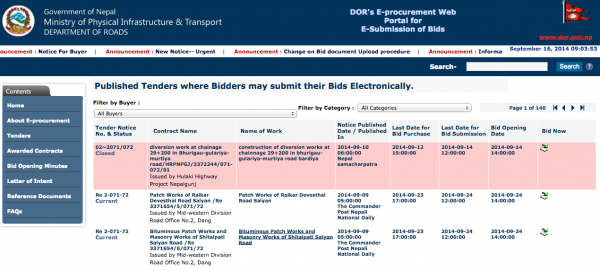 Government of Nepal
Ministry of Physical Infrastructure & Transport
DEPARTMENT OF ROADS
DOR's E-procurement Web
Portal for
E-Submission of Bids
www.dor.gov.np
ouncement : Notice For Buyer | Announcement : New Notice-- Urgent | Announcement : Change on Bid document Upload procedure | Announcement : Informa
September 16, 2014 09:03:53
Search- Search
Contents
Home
About E-procurement
Tenders
Awarded Contracts
Bid Opening Minutes
Letter of Intent
Reference Documents
FAQs
Published Tenders where Bidders may submit their Bids Electronically.
Filter by Buyer :
All Buyers
Filter by Category : All Categories
Page 1 of 140
Tender Notice No. & Status
Contract Name
Name of Work
Notice Published Date / Published In
Last Date for Bid Purchase
Last Date for Bid Submission
Bid Opening Date
Bid Now
02~2071/072
Closed
diversion work at chainage
29+200 in bhurigau-gulariya-
murtiya
road/HRPNPGJ/3372244/071-
072/01
Issued by Hulaki Highway
Project Nepalgunj
construction of diversion works at
chainnage 29+200 in bhurigau-
gulariya-murtiya road bardiya
2014-09-10
06:00:00
Nepal
samacharpatra
2014-09-12
15:00:00
2014-09-14
12:00:00
2014-09-14
14:00:00
Re 2-071-72
Current
Patch Works of Ralkar
Devesthal Road Salyan /Re
3371654/5/071/72
Issued by Mid-western Division
Road Office No.2, Dang
Patch Works of Ralkar Devesthal
Road Salyan
2014-09-09
05:00:00
The Commander
Post Nepali
National Daily
2014-09-23
17:00:00
2014-09-24
12:00:00
2014-09-24
14:00:00
Re 2-071-72
Current
Bituminous Patch Works and
Masonry Works of Shitalpati
Salyan Road /Re
3371654/6/071/72
Issued by Mid-western Division
Road Office No.2, Dang
Bituminous Patch Works and
Masonry Works of Shitalpati Salyan
Road
2014-09-09
05:00:00
The Commander
Post Nepali
National Daily
2014-09-23
17:00:00
2014-09-24
12:00:00
2014-09-24
14:00:00